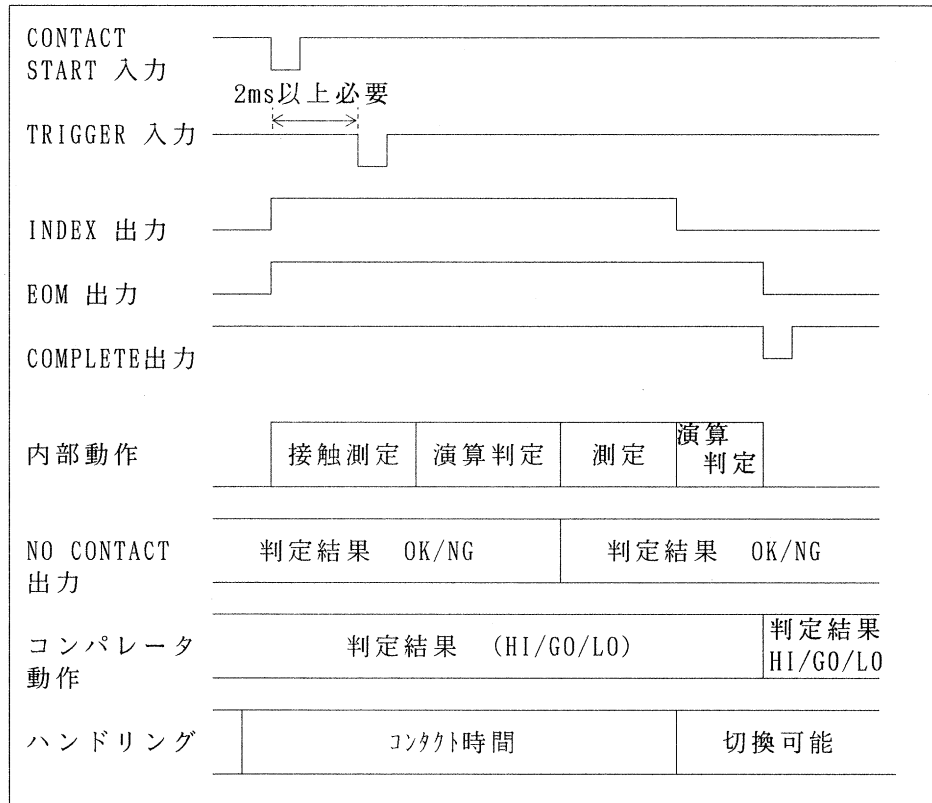 CONTACT
START 入力
2ms以上必要
TRIGGER 入力
INDEX 出力
EOM 出力
COMPLETE出力
内部動作
接触測定
演算判定
測定
演算
判定
NO CONTACT
出力
判定結果 OK/NG
判定結果 OK/NG
コンパレータ
動作
判定結果 (HI/GO/LO)
判定結果
HI/GO/LO
ハンドリング
ｺﾝﾀｸﾄ時間
切換可能